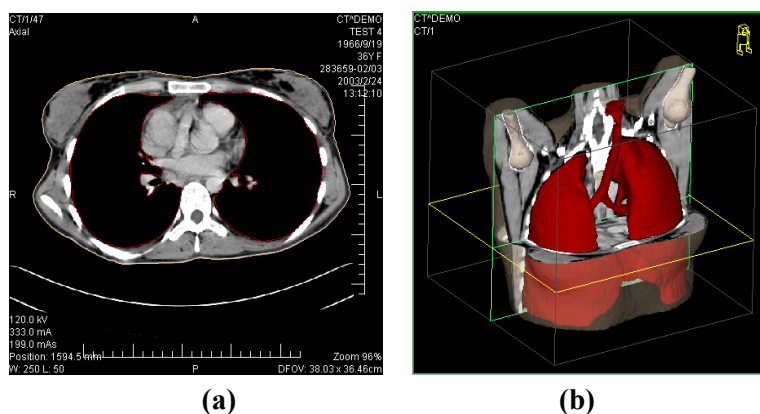 CT/1/47
Axial
A
CT^DEMO
TEST 4
1966/9/19
36Y F
283659-02/03
2003/2/24
13:12:10
R
L
120.0 kV
333.0 mA
199.0 mAs
Position: 1594.5 mm
Zoom 96%
W: 250 L: 50
P
DFOV: 38.03 x 36.46cm
CT^DEMO
CT/1
(a)
(b)